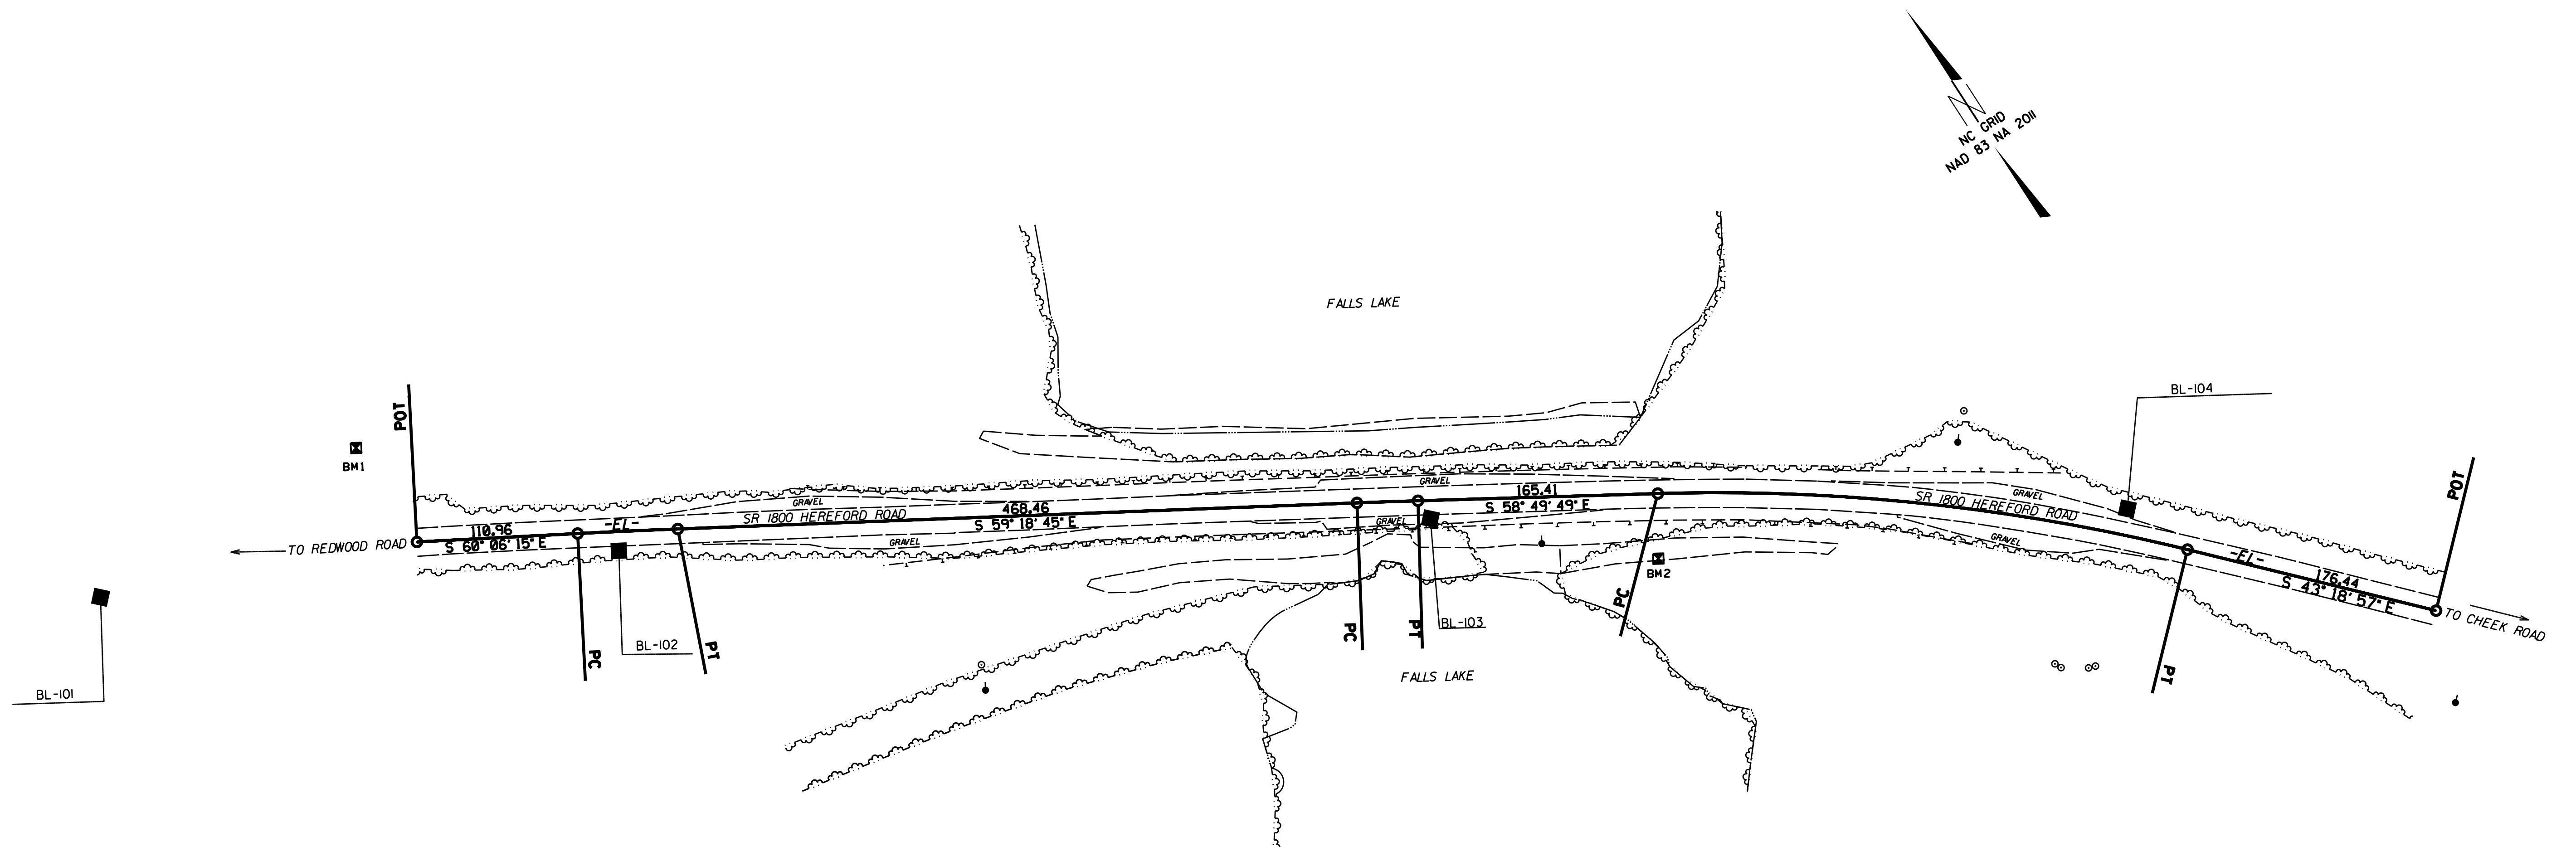 NC GRID
NAD 83 NA 2011
FALLS LAKE
BL-104
POT
BM1
POT
GRAVEL
GRAVEL
GRAVEL
110.96
-EL-
SR 1800 HEREFORD ROAD
468.46
165.41
SR 1800 HEREFORD ROAD
TO REDWOOD ROAD
S 60° 06' 15" E
S 59° 18' 45" E
S 58° 49' 49" E
GRAVEL
GRAVEL
GRAVEL
-EL-
176.44
S 43° 18' 57" E
TO CHEEK ROAD
BM2
PC
BL-103
PC
PT
BL-102
PC
PT
FALLS LAKE
PT
BL-101